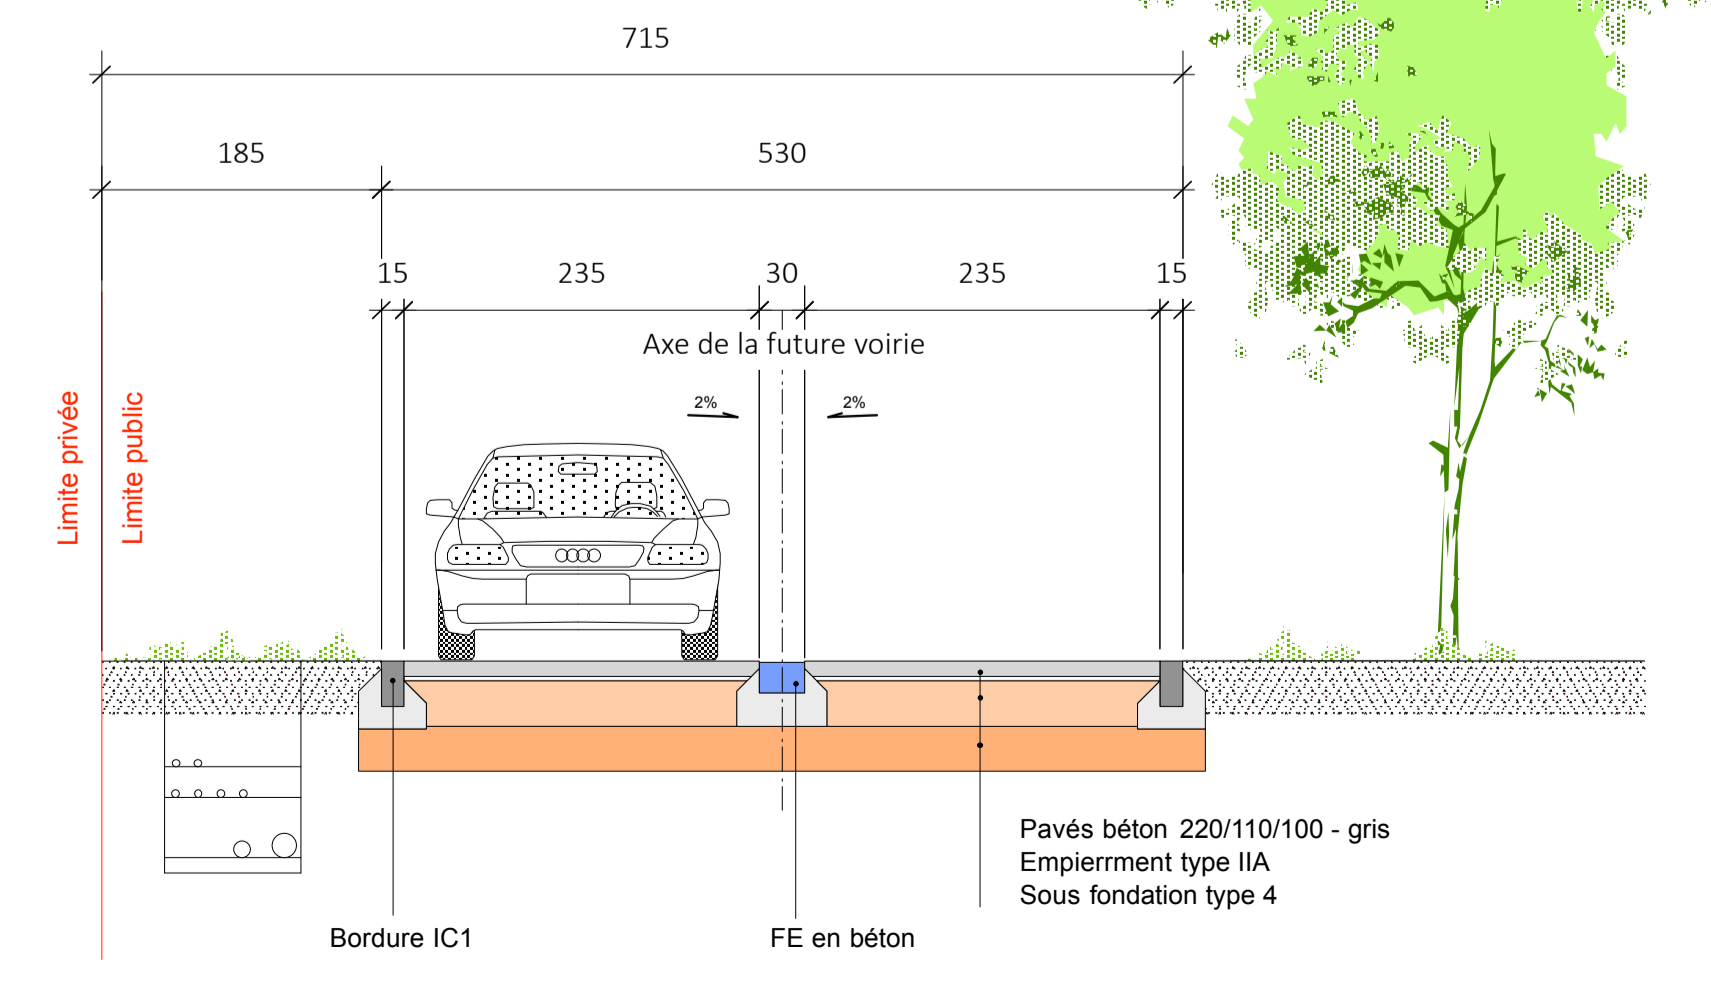 715
185
530
15
235
30
235
15
Axe de la future voirie
2%
2%
Limite privée
Limite public
Pavés béton 220/110/100 - gris
Empierrment type IIA
Sous fondation type 4
Bordure IC1
FE en béton